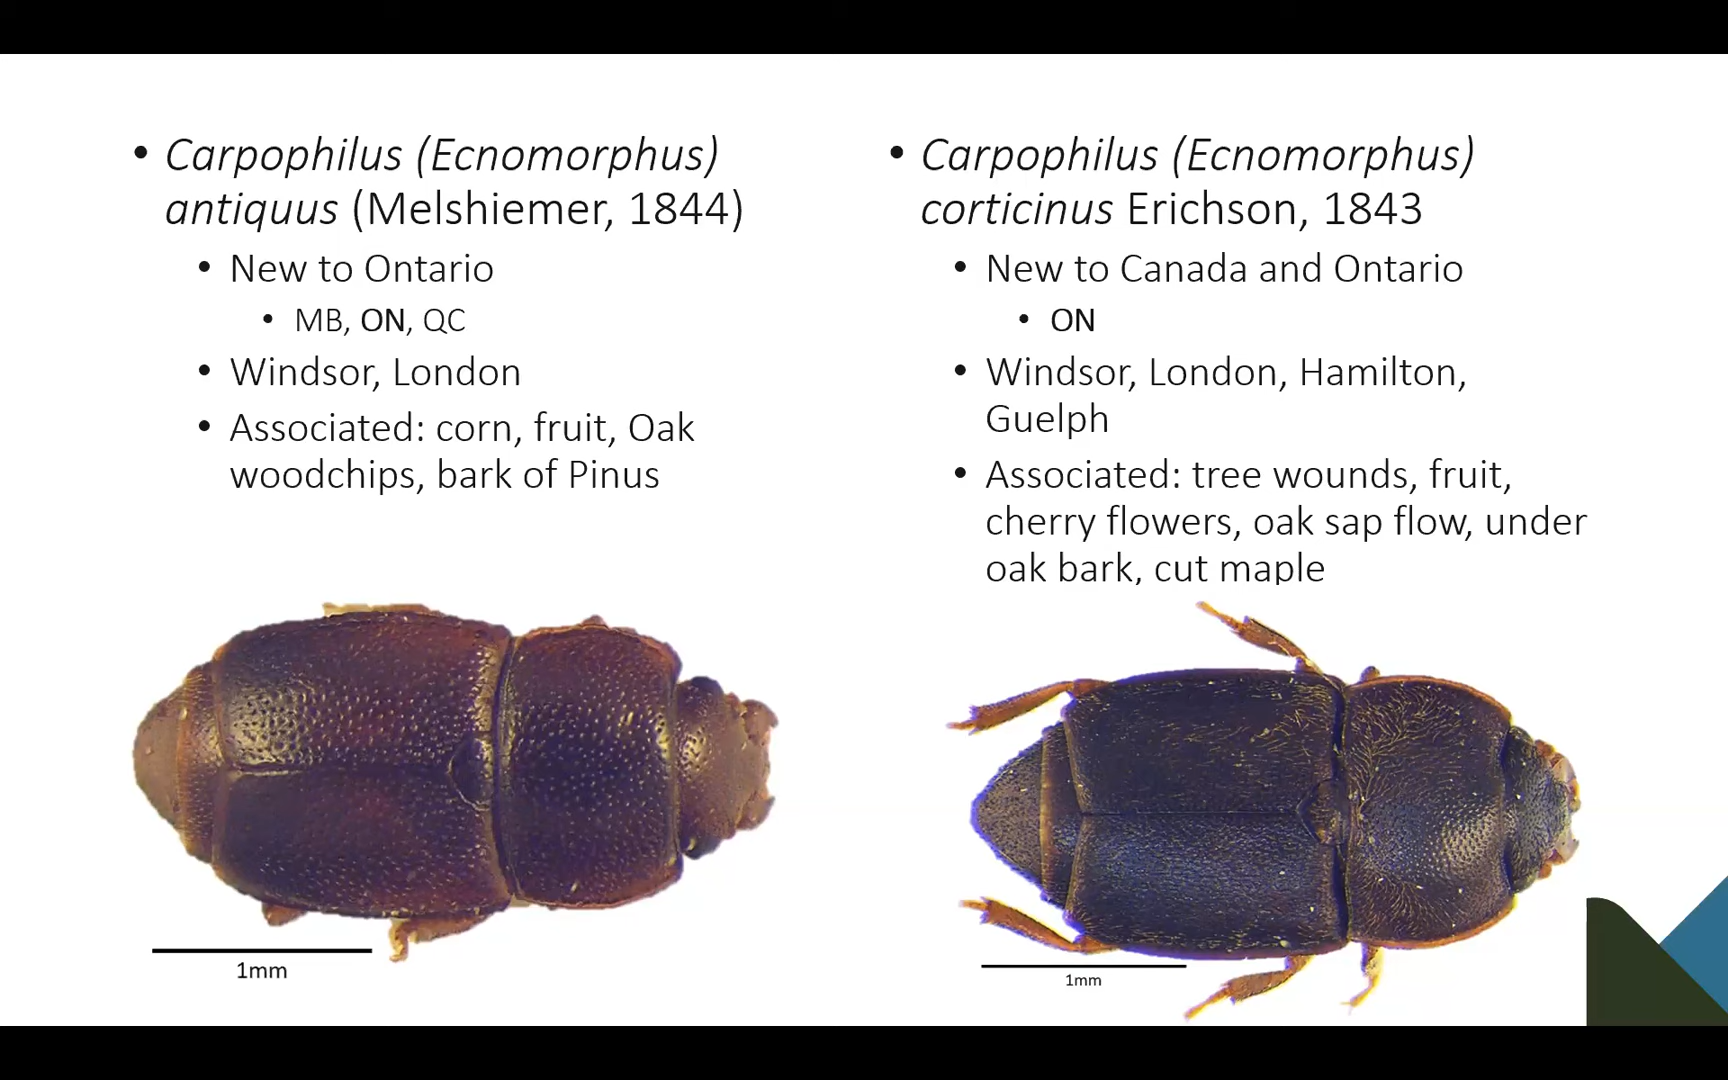 • Carpophilus (Ecnomorphus)
antiquus (Melshiemer, 1844)
• New to Ontario
• MB, ON, QC
• Windsor, London
• Associated: corn, fruit, Oak
woodchips, bark of Pinus
1mm
• Carpophilus (Ecnomorphus)
corticinus Erichson, 1843
• New to Canada and Ontario
• ON
• Windsor, London, Hamilton,
Guelph
• Associated: tree wounds, fruit,
cherry flowers, oak sap flow, under
oak bark, cut maple
1mm